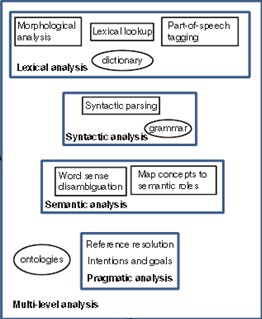 Morphological
analysis
Lexical lookup
Part-of-speech
tagging
dictionary
Lexical analysis
Syntactic parsing
grammar
Syntactic analysis
Word sense
disambiguation
Map concepts to
semantic roles
Semantic analysis
ontologies
Reference resolution
Intentions and goals
Pragmatic analysis
Multi-level analysis